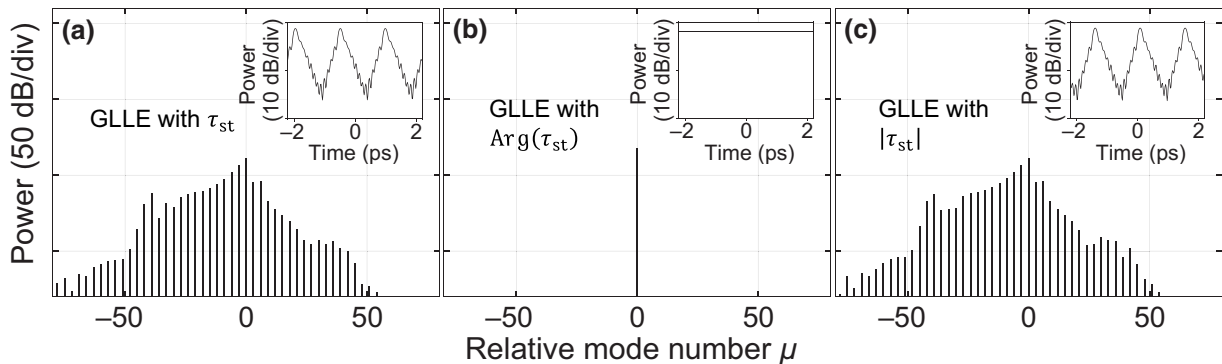 (a)
GLLE with τst
Power
(10 dB/div)
−2
0
2
Time (ps)
(b)
GLLE with
Arg(τst)
Power
(10 dB/div)
−2
0
2
Time (ps)
(c)
GLLE with
|τst|
Power
(10 dB/div)
−2
0
2
Time (ps)
Power (50 dB/div)
−50
0
50
−50
0
50
−50
0
50
Relative mode number μ